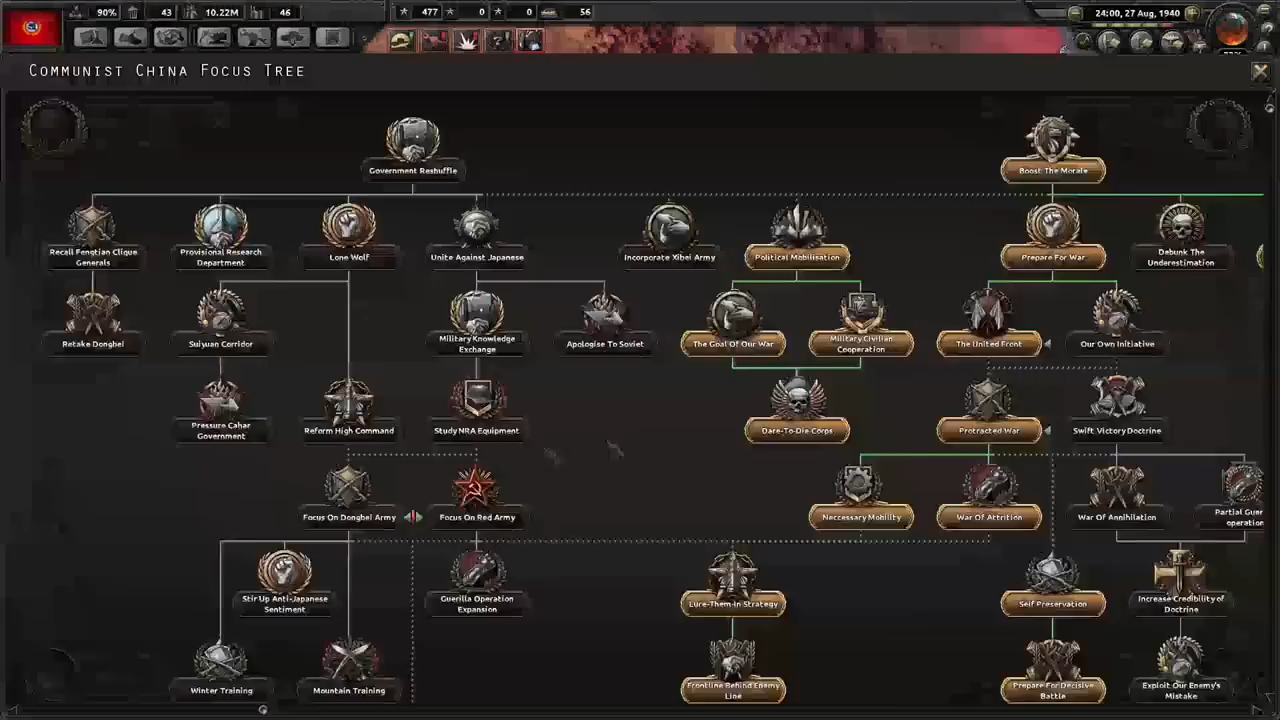 90%
43
10.22M
46
477
0
0
56
24:00, 27 Aug, 1940
Communist China Focus Tree
Government Reshuffle
Boost The Morale
Recall Fengtian Clique
Generals
Provisional Research
Department
Lone Wolf
Unite Against Japanese
Incorporate Xibei Army
Political Mobilisation
Prepare For War
Debunk The
Underestimation
Retake Dongbei
Suiyuan Corridor
Military Knowledge
Exchange
Apologise To Soviet
The Goal Of Our War
Military Civilian
Cooperation
The United Front
Our Own Initiative
Pressure Cahar
Government
Reform High Command
Study NRA Equipment
Dare-To-Die Corps
Protracted War
Swift Victory Doctrine
Focus On Dongbei Army
Focus On Red Army
Neccessary Mobility
War Of Attrition
War Of Annihilation
Partial Guer
operation
Stir Up Anti-Japanese
Sentiment
Guerilla Operation
Expansion
Lure-Them-In Strategy
Self Preservation
Increase Credibility of
Doctrine
Winter Training
Mountain Training
Frontline Behind Enemy
Line
Prepare For Decisive
Battle
Exploit Our Enemy's
Mistake